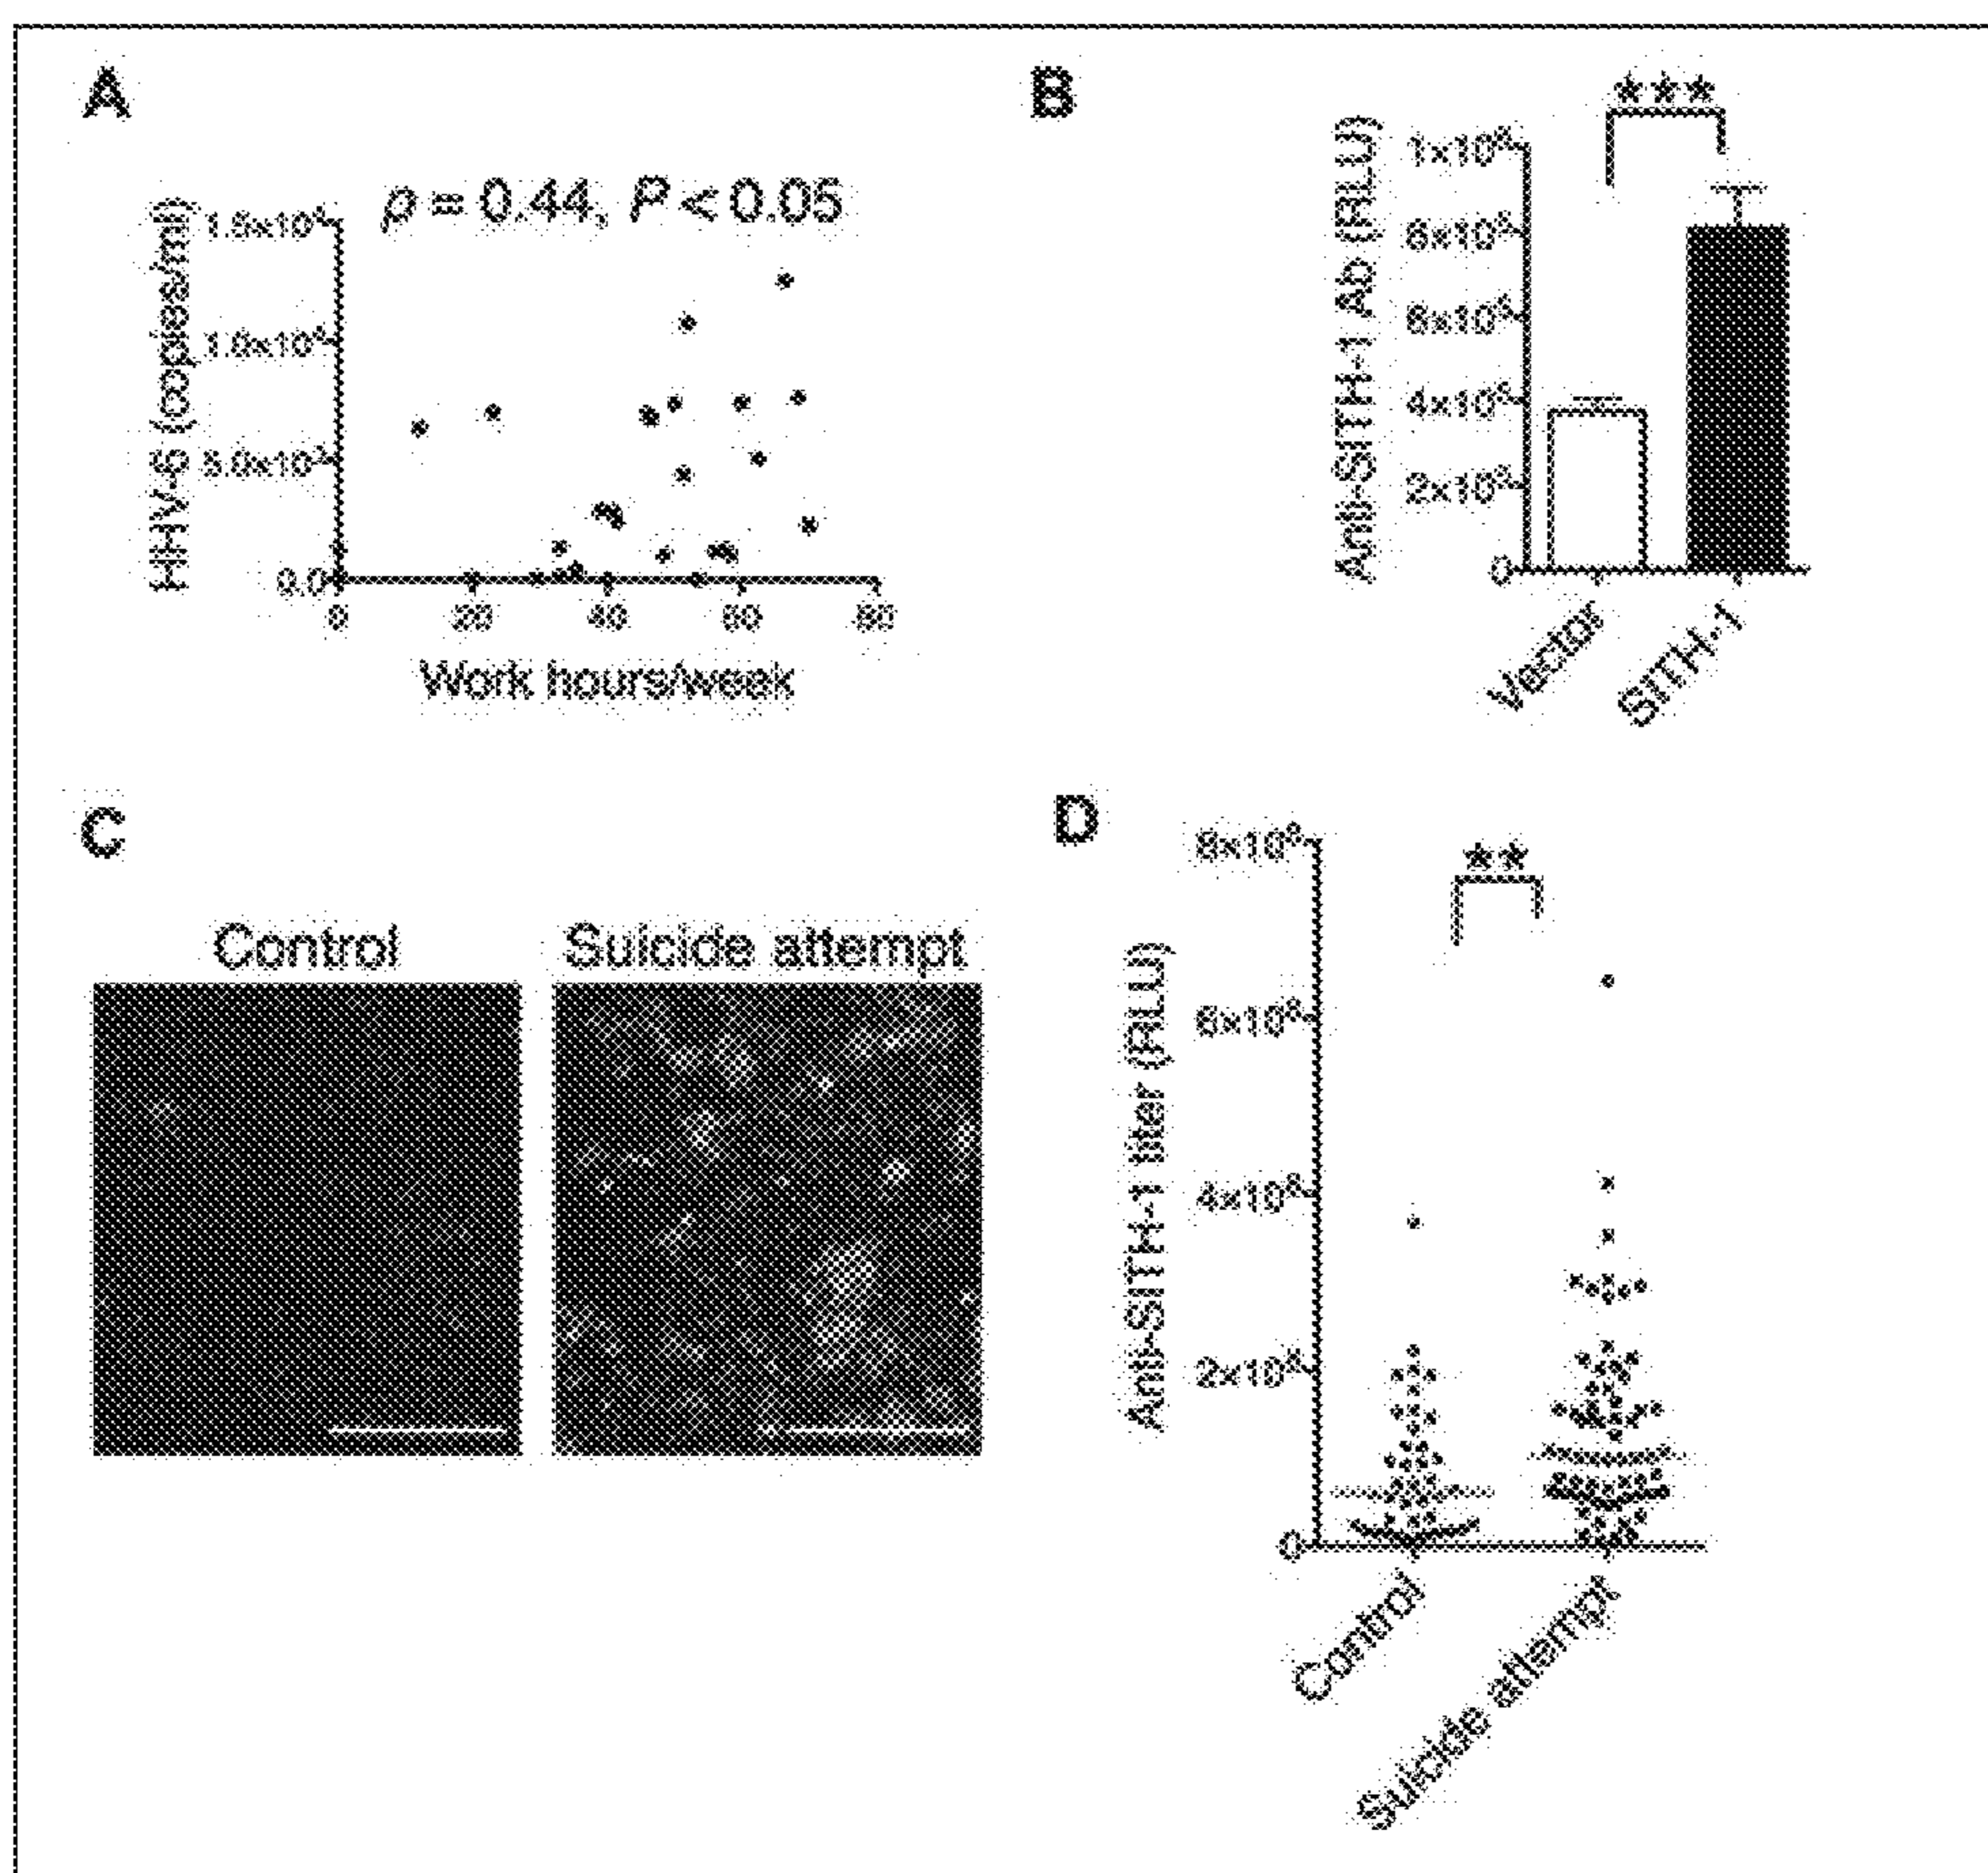 A
ρ = 0.44, P < 0.05
HHV-6 (copies/ml)
0.0
0 20 40 60 80
Work hours/week
B
***
Anti-SITH-1 Ab (RLU)
0
Vector
SITH-1
C
Control
Suicide attempt
D
**
Anti-SITH-1 titer (RLU)
0
Control
Suicide attempt